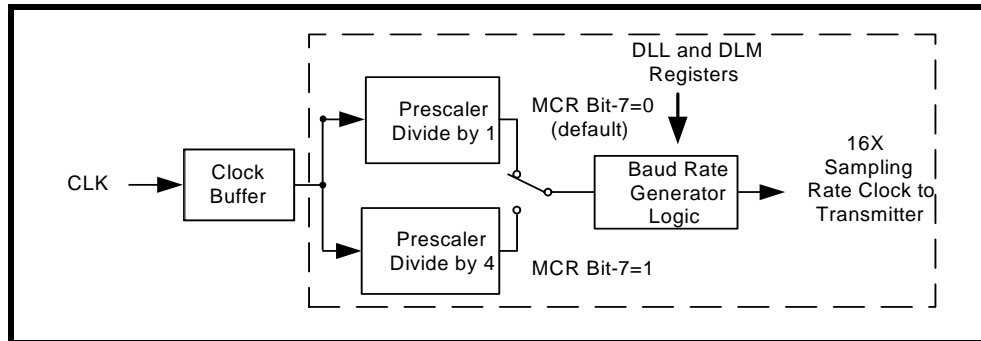 DLL and DLM
Registers
Prescaler
Divide by 1
MCR Bit-7=0
(default)
CLK
Clock
Buffer
Baud Rate
Generator
Logic
16X
Sampling
Rate Clock to
Transmitter
Prescaler
Divide by 4
MCR Bit-7=1